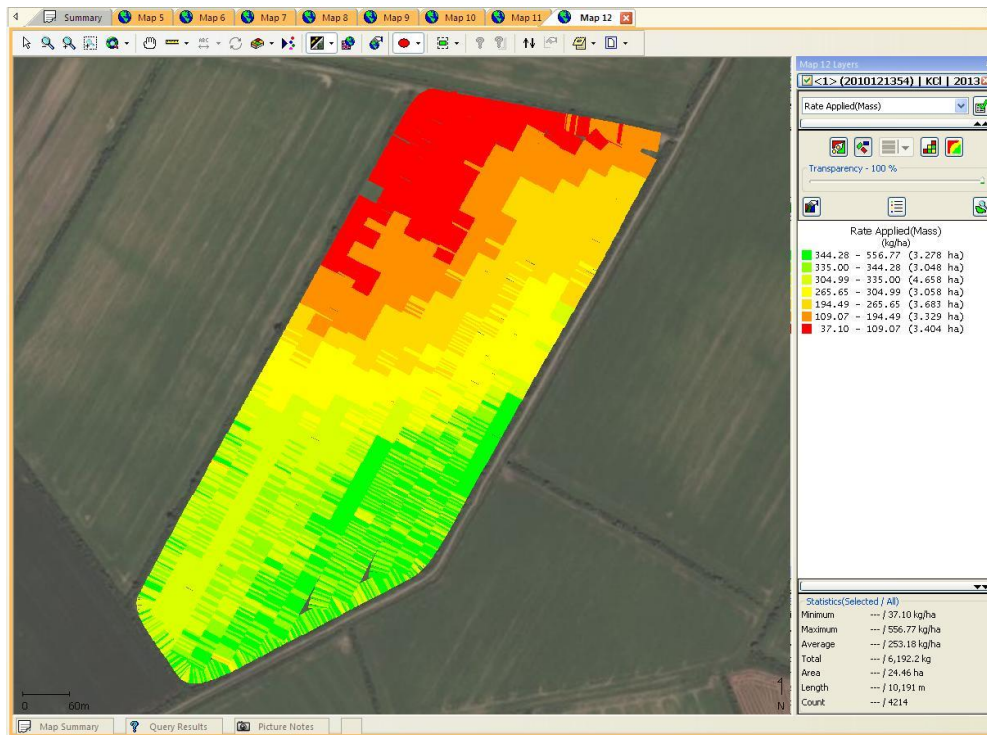 Summary Map 5 Map 6 Map 7 Map 8 Map 9 Map 10 Map 11 Map 12
Map 12 Layers
<1> (2010121354) | KCl | 2013
Rate Applied(Mass)
Transparency - 100 %
Rate Applied(Mass)
(kg/ha)
344.28 - 556.77 (3.278 ha)
335.00 - 344.28 (3.048 ha)
304.99 - 335.00 (4.658 ha)
265.65 - 304.99 (3.058 ha)
194.49 - 265.65 (3.683 ha)
109.07 - 194.49 (3.329 ha)
37.10 - 109.07 (3.404 ha)
Statistics(Selected / All)
Minimum --- / 37.10 kg/ha
Maximum --- / 556.77 kg/ha
Average --- / 253.18 kg/ha
Total --- / 6,192.2 kg
Area --- / 24.46 ha
Length --- / 10,191 m
Count --- / 4214
0 60m
N
Map Summary Query Results Picture Notes